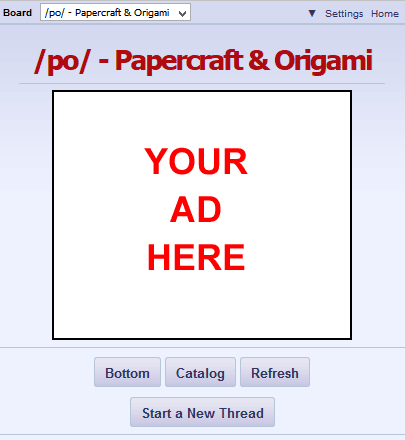 Board /po/ - Papercraft & Origami ▼ Settings Home
/po/ - Papercraft & Origami
YOUR
AD
HERE
Bottom Catalog Refresh
Start a New Thread